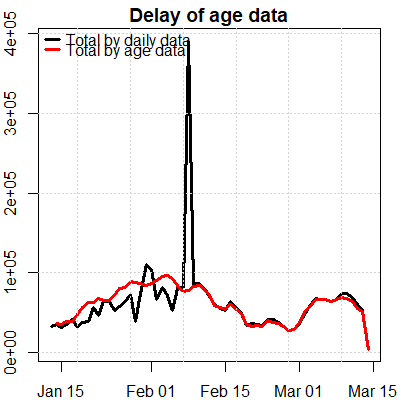 Delay of age data
Total by daily data
Total by age data
4e+05
3e+05
2e+05
1e+05
0e+00
Jan 15 Feb 01 Feb 15 Mar 01 Mar 15